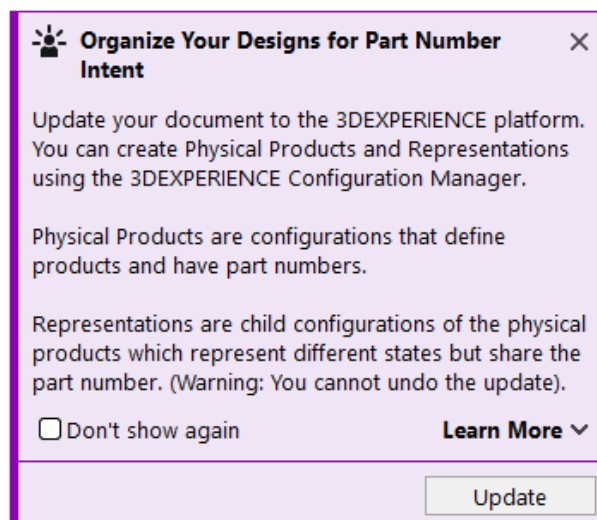 Organize Your Designs for Part Number
Intent
Update your document to the 3DEXPERIENCE platform.
You can create Physical Products and Representations
using the 3DEXPERIENCE Configuration Manager.
Physical Products are configurations that define
products and have part numbers.
Representations are child configurations of the physical
products which represent different states but share the
part number. (Warning: You cannot undo the update).
Don't show again
Learn More
Update